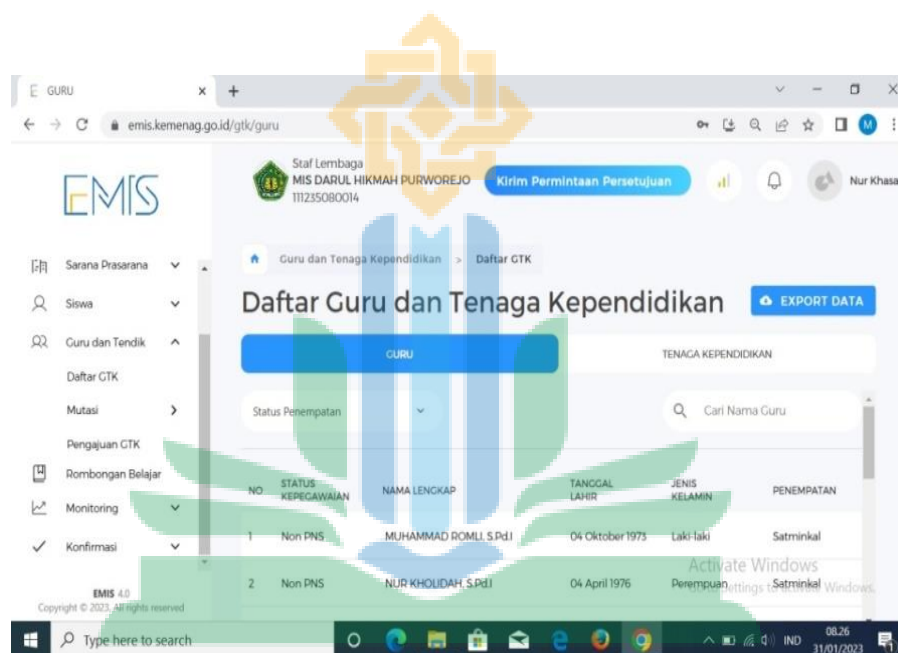 GURU
emis.kemenag.go.id/gtk/guru
M
EMIS
Staf Lembaga
MIS DARUL HIKMAH PURWOREJO
111235080014
Kirim Permintaan Persetujuan
Nur Khasa
Sarana Prasarana
Siswa
Guru dan Tendik
Daftar GTK
Mutasi
Pengajuan GTK
Rombongan Belajar
Monitoring
Konfirmasi
EMIS 4.0
Copyright © 2023, All rights reserved
Guru dan Tenaga Kependidikan > Daftar GTK
Daftar Guru dan Tenaga Kependidikan
EXPORT DATA
GURU
TENAGA KEPENDIDIKAN
Status Penempatan
Cari Nama Guru
NO STATUS KEPEGAWAIAN NAMA LENGKAP TANGGAL LAHIR JENIS KELAMIN PENEMPATAN
1 Non PNS MUHAMMAD ROMLI, S.Pd.I 04 Oktober 1973 Laki-laki Satminkal
2 Non PNS NUR KHOLIDAH, S.Pd.I 04 April 1976 Perempuan Satminkal
Activate Windows
Settings to activate Windows.
Type here to search
IND
08.26
31/01/2023